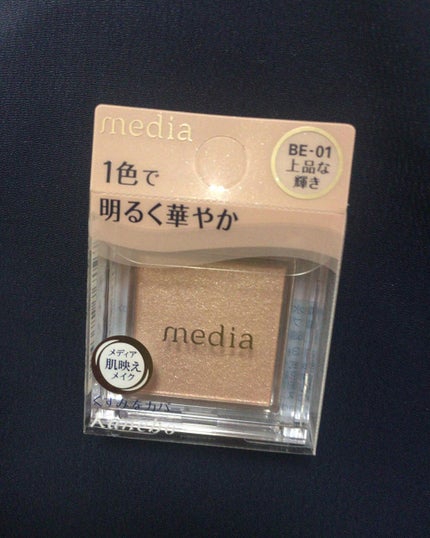 media
BE-01
上品な
輝き
1色で
明るく華やか
media
メディア
肌映え
メイク
くすみをカバー
Kanebo